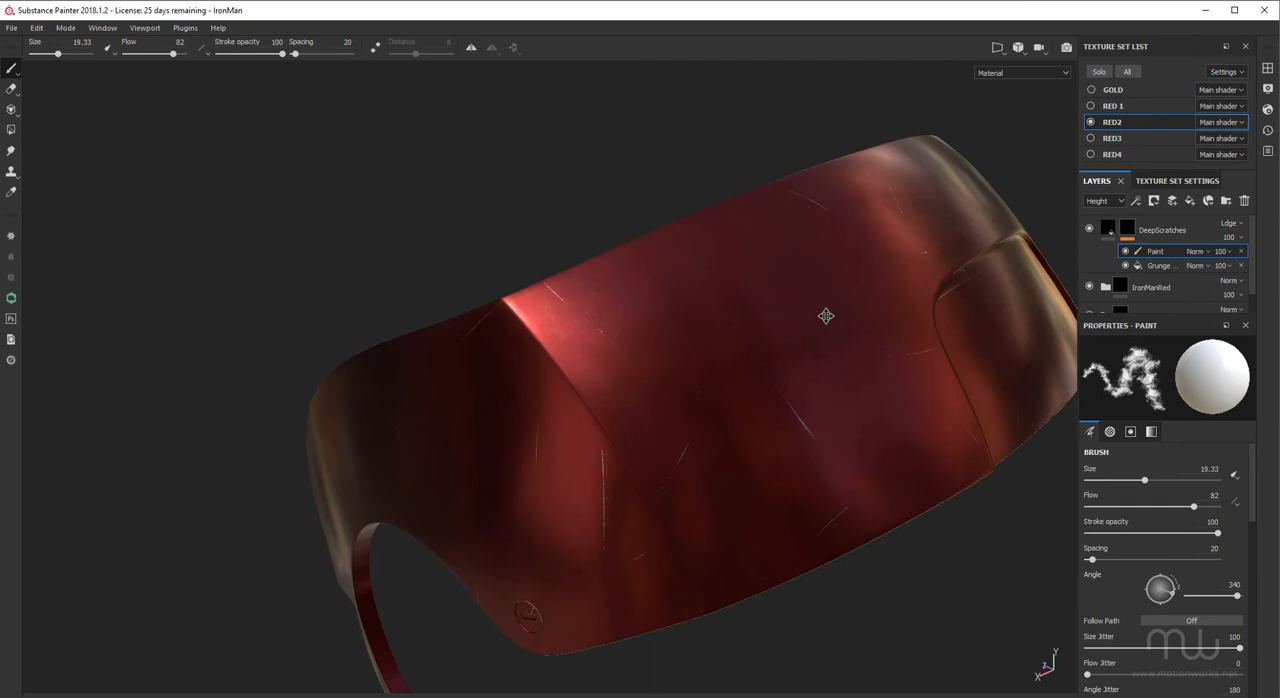 Substance Painter 2018.1.2 - License: 25 days remaining - IronMan
File Edit Mode Window Viewport Plugins Help
Size 19.33 Flow 82 Stroke opacity 100 Spacing 20 Distance 8
Material
TEXTURE SET LIST
Solo All Settings
GOLD Main shader
RED 1 Main shader
RED2 Main shader
RED3 Main shader
RED4 Main shader
LAYERS TEXTURE SET SETTINGS
Height
DeepScratches Ldge
100
Paint Norm 100
Grunge ... Norm 100
IronManRed Norm
100
Norm
PROPERTIES - PAINT
BRUSH
Size 19.33
Flow 82
Stroke opacity 100
Spacing 20
Angle
340
Follow Path Off
Size Jitter 100
Flow Jitter 0
Angle Jitter 180
mw
www.motionworks.net
Y
Z
X
Ps